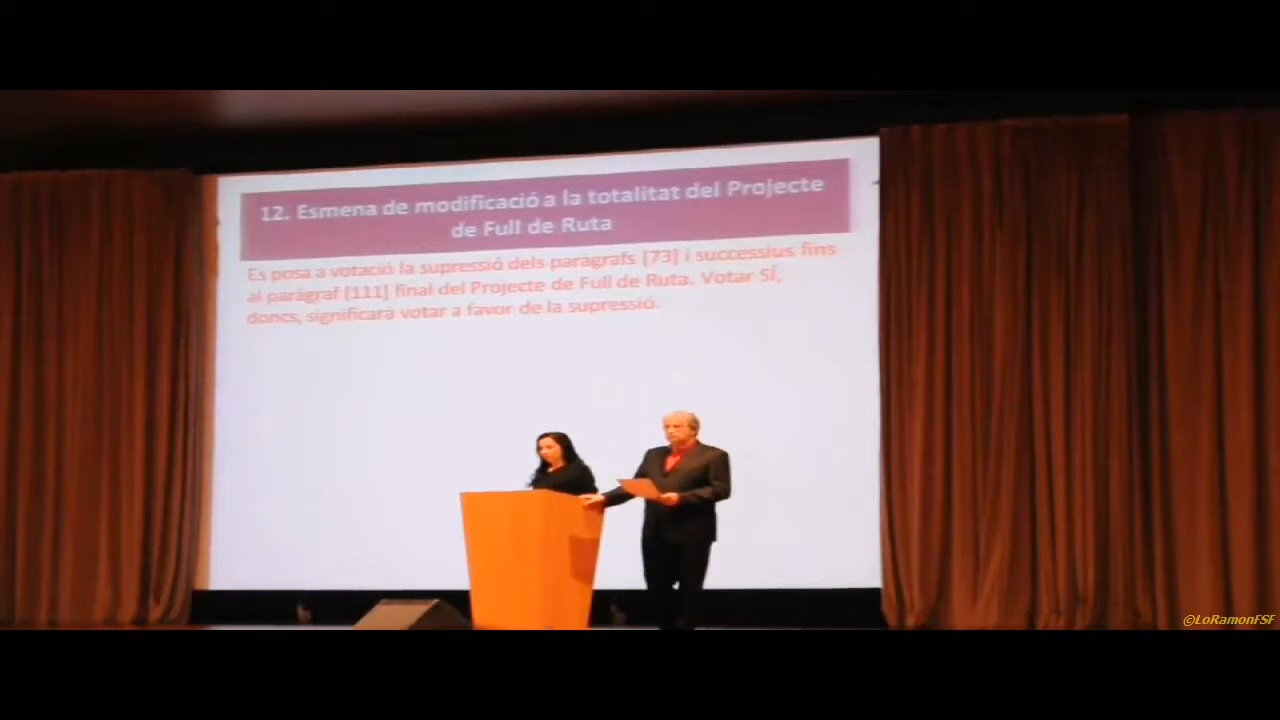 12. Esmena de modificació a la totalitat del Projecte
de Full de Ruta
Es posa a votació la supressió dels paràgrafs [73] i successius fins
al paràgraf [111] final del Projecte de Full de Ruta. Votar SÍ,
doncs, significarà votar a favor de la supressió.
©LoRamonFSF